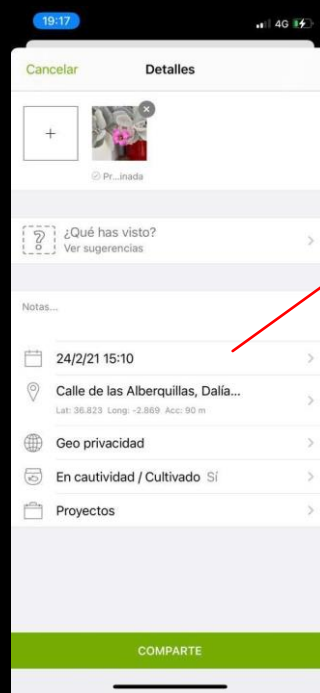 19:17
4G
Cancelar
Detalles
Pr...inada
¿Qué has visto?
Ver sugerencias
Notas...
24/2/21 15:10
Calle de las Alberquillas, Dalía...
Lat: 36.823 Long: -2.869 Acc: 90 m
Geo privacidad
En cautividad / Cultivado Sí
Proyectos
COMPARTE